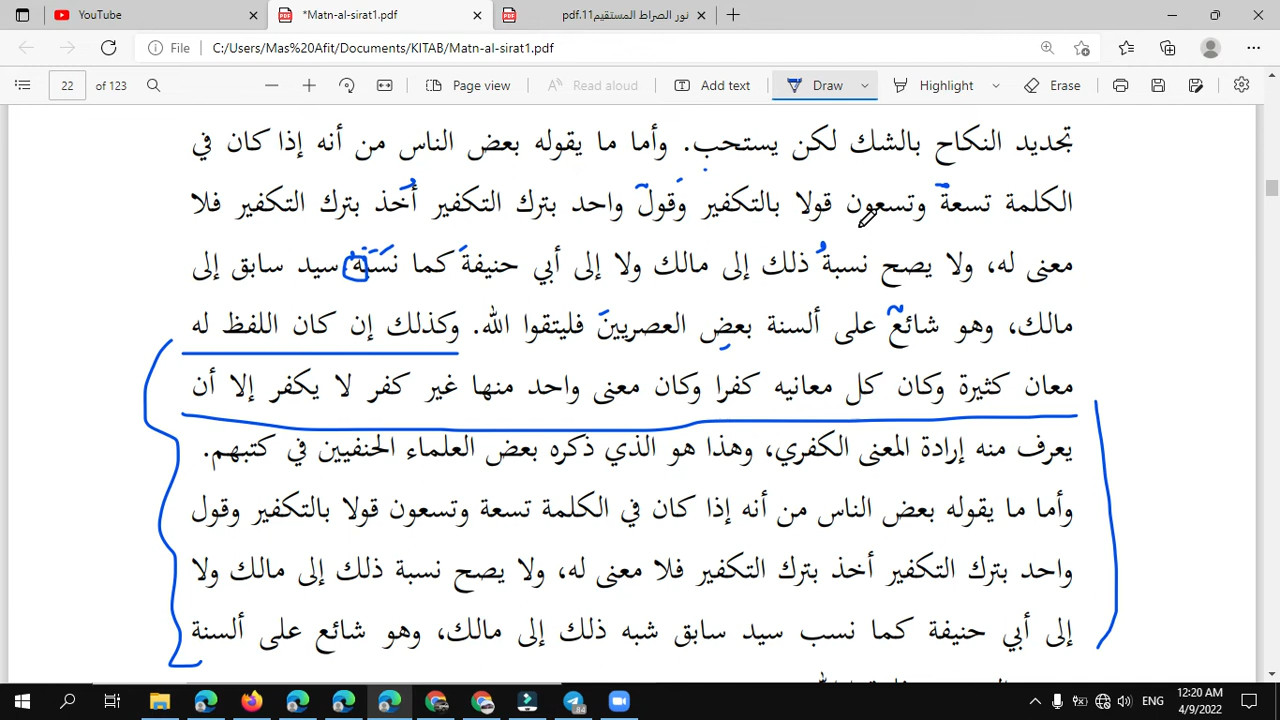 YouTube
*Matn-al-sirat1.pdf
نور الصراط المستقيم11.pdf
File
C:/Users/Mas%20Afit/Documents/KITAB/Matn-al-sirat1.pdf
22 of 123
Page view
Read aloud
Add text
Draw
Highlight
Erase
تجديد النكاح بالشك لكن يستحب. وأما ما يقوله بعض الناس من أنه إذا كان في
الكلمة تسعة وتسعون قولا بالتكفير وقول واحد بترك التكفير أخذ بترك التكفير فلا
معنى له، ولا يصح نسبة ذلك إلى مالك ولا إلى أبي حنيفة كما سيد سابق إلى
مالك، وهو شائع على ألسنة بعض العصريين فليتقوا الله. وكذلك إن كان اللفظ له
معان كثيرة وكان كل معانيه كفرا وكان معنى واحد منها غير كفر لا يكفر إلا أن
يعرف منه إرادة المعنى الكفري، وهذا هو الذي ذكره بعض العلماء الحنفيين في كتبهم.
وأما ما يقوله بعض الناس من أنه إذا كان في الكلمة تسعة وتسعون قولا بالتكفير وقول
واحد بترك التكفير أخذ بترك التكفير فلا معنى له، ولا يصح نسبة ذلك إلى مالك ولا
إلى أبي حنيفة كما نسب سيد سابق شبه ذلك إلى مالك، وهو شائع على ألسنة
84
ENG
12:20 AM
4/9/2022